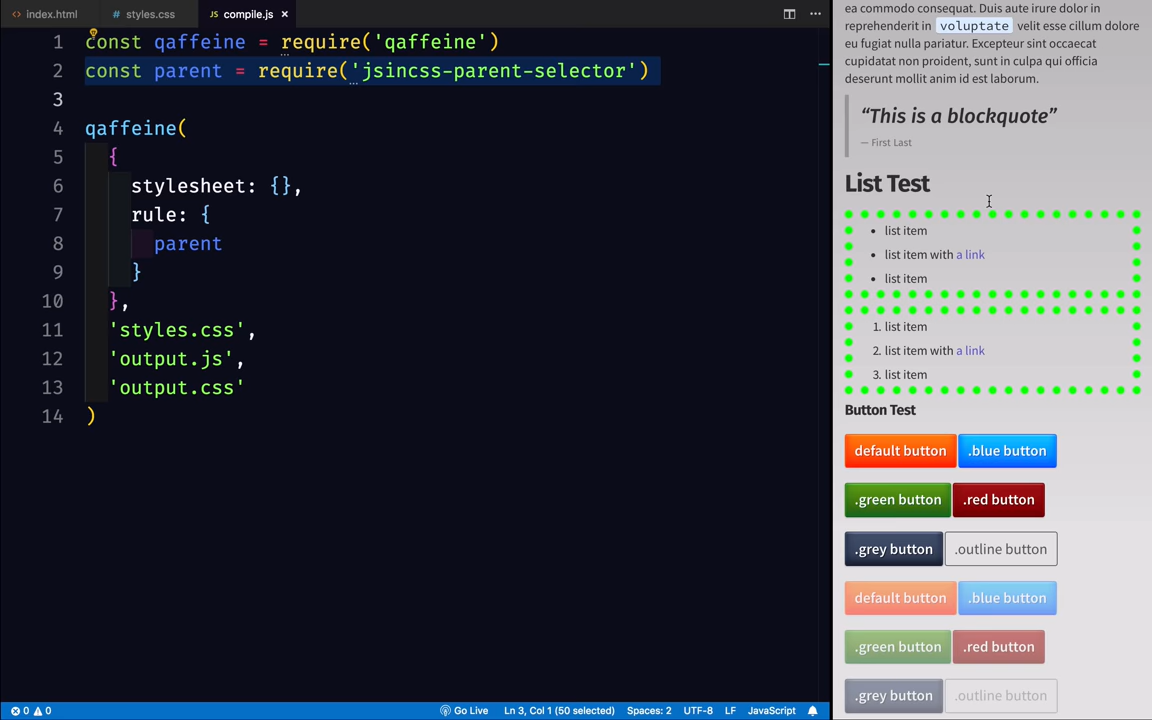 index.html
# styles.css
JS compile.js ×
1 const qaffeine = require('qaffeine')
2 const parent = require('jsincss-parent-selector')
3
4 qaffeine(
5 {
6 stylesheet: {},
7 rule: {
8 parent
9 }
10 },
11 'styles.css',
12 'output.js',
13 'output.css'
14 )
0 0
Go Live Ln 3, Col 1 (50 selected) Spaces: 2 UTF-8 LF JavaScript
ea commodo consequat. Duis aute irure dolor in
reprehenderit in voluptate velit esse cillum dolore
eu fugiat nulla pariatur. Excepteur sint occaecat
cupidatat non proident, sunt in culpa qui officia
deserunt mollit anim id est laborum.
“This is a blockquote”
— First Last
List Test
• list item
• list item with a link
• list item
1. list item
2. list item with a link
3. list item
Button Test
default button .blue button
.green button .red button
.grey button .outline button
default button .blue button
.green button .red button
.grey button .outline button